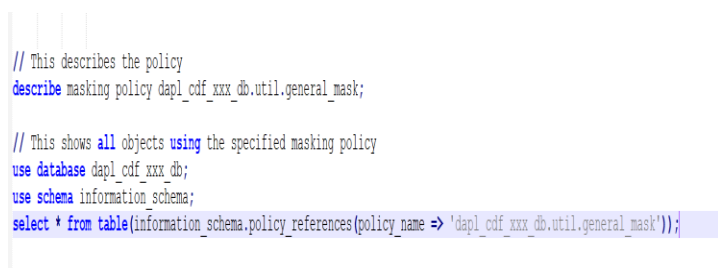 // This describes the policy
describe masking policy dapl_cdf_xxx_db.util.general_mask;
// This shows all objects using the specified masking policy
use database dapl_cdf_xxx_db;
use schema information_schema;
select * from table(information_schema.policy_references(policy_name => 'dapl_cdf_xxx_db.util.general_mask'));